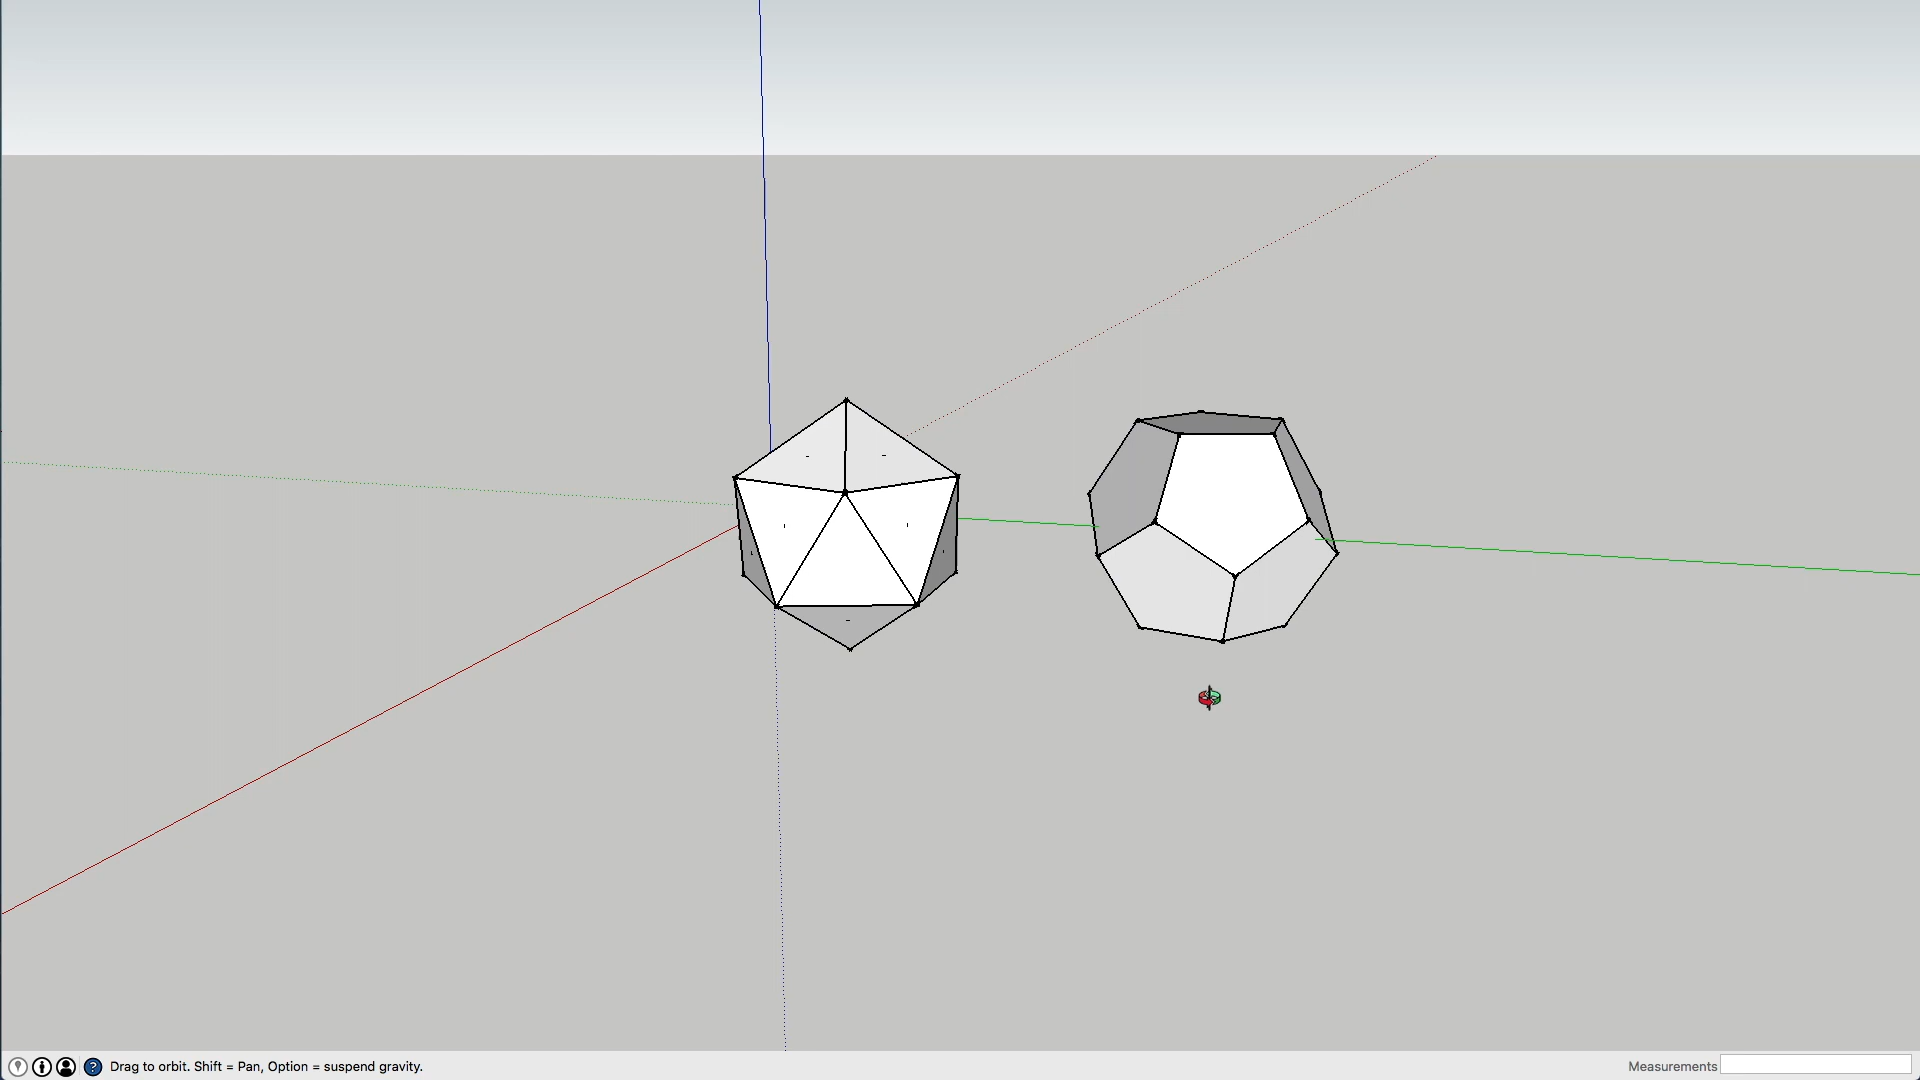 Drag to orbit. Shift = Pan, Option = suspend gravity.
Measurements